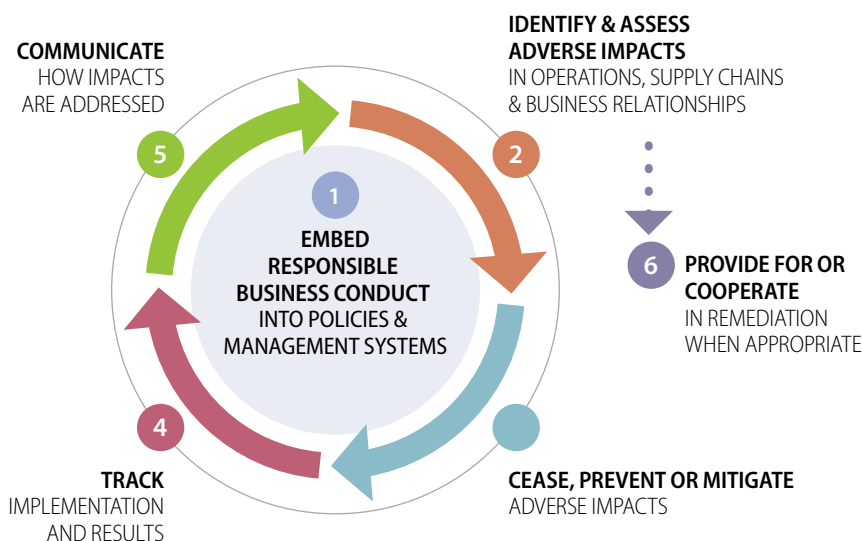 COMMUNICATE
HOW IMPACTS
ARE ADDRESSED
5
IDENTIFY & ASSESS
ADVERSE IMPACTS
IN OPERATIONS, SUPPLY CHAINS
& BUSINESS RELATIONSHIPS
2
1
EMBED
RESPONSIBLE
BUSINESS CONDUCT
INTO POLICIES &
MANAGEMENT SYSTEMS
6
PROVIDE FOR OR
COOPERATE
IN REMEDIATION
WHEN APPROPRIATE
4
TRACK
IMPLEMENTATION
AND RESULTS
CEASE, PREVENT OR MITIGATE
ADVERSE IMPACTS